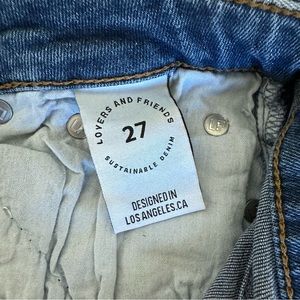 LOVERS AND FRIENDS
27
SUSTAINABLE DENIM
DESIGNED IN
LOS ANGELES.CA